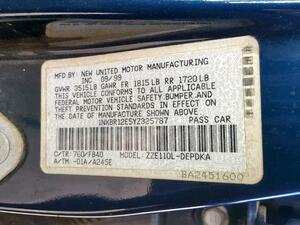 MFD BY: NEW UNITED MOTOR MANUFACTURING
INC 09/99
GVWR 3515LB GAWR FR 1815LB RR 1720LB
THIS VEHICLE CONFORMS TO ALL APPLICABLE
FEDERAL MOTOR VEHICLE SAFETY, BUMPER AND
THEFT PREVENTION STANDARDS IN EFFECT ON
THE DATE OF MANUFACTURE SHOWN ABOVE.
1NXBR12E5YZ325787 PASS CAR
C/TR: 760/FB40 MODEL: ZZE110L-DEPDKA
A/TM: -01A/A245E
BA2451600